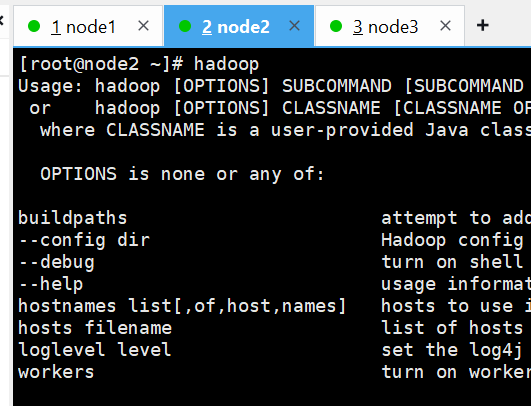 1 node1 × 2 node2 × 3 node3 × +
[root@node2 ~]# hadoop
Usage: hadoop [OPTIONS] SUBCOMMAND [SUBCOMMAND
or hadoop [OPTIONS] CLASSNAME [CLASSNAME OP
where CLASSNAME is a user-provided Java class
OPTIONS is none or any of:
buildpaths attempt to add
--config dir Hadoop config
--debug turn on shell
--help usage informat
hostnames list[,of,host,names] hosts to use i
hosts filename list of hosts
loglevel level set the log4j
workers turn on worker